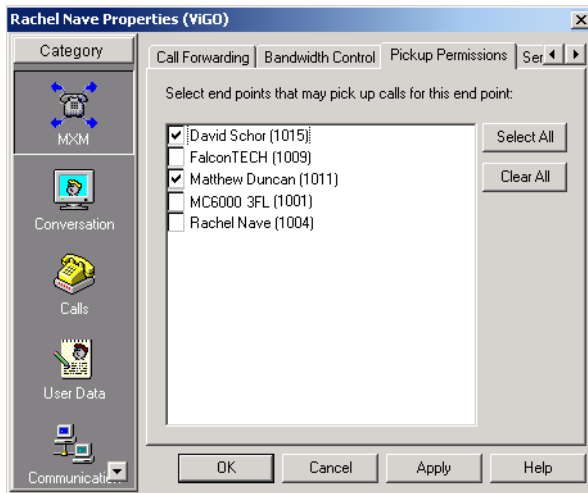 Rachel Nave Properties (ViGO)
Category
MXM
Conversation
Calls
User Data
Call Forwarding
Bandwidth Control
Pickup Permissions
Select end points that may pick up calls for this end point:
David Schor (1015)
FalconTECH (1009)
Matthew Duncan (1011)
MC6000 3FL (1001)
Rachel Nave (1004)
Select All
Clear All
OK
Cancel
Apply
Help